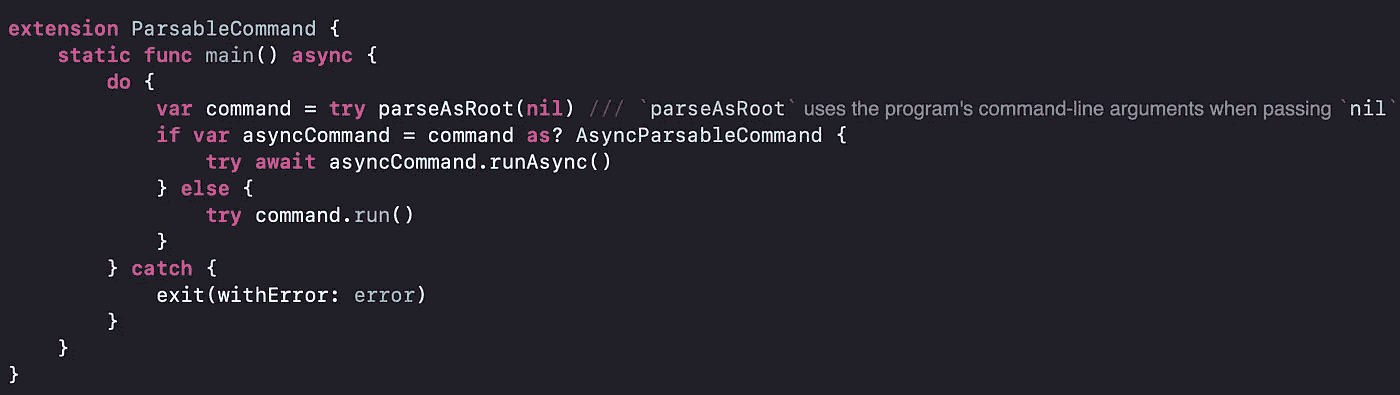 extension ParsableCommand {
    static func main() async {
        do {
            var command = try parseAsRoot(nil) /// `parseAsRoot` uses the program's command-line arguments when passing `nil`
            if var asyncCommand = command as? AsyncParsableCommand {
                try await asyncCommand.runAsync()
            } else {
                try command.run()
            }
        } catch {
            exit(withError: error)
        }
    }
}